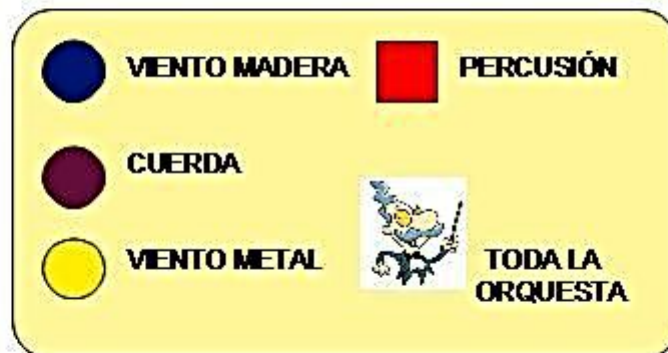 VIENTO MADERA
PERCUSIÓN
CUERDA
VIENTO METAL
TODA LA
ORQUESTA